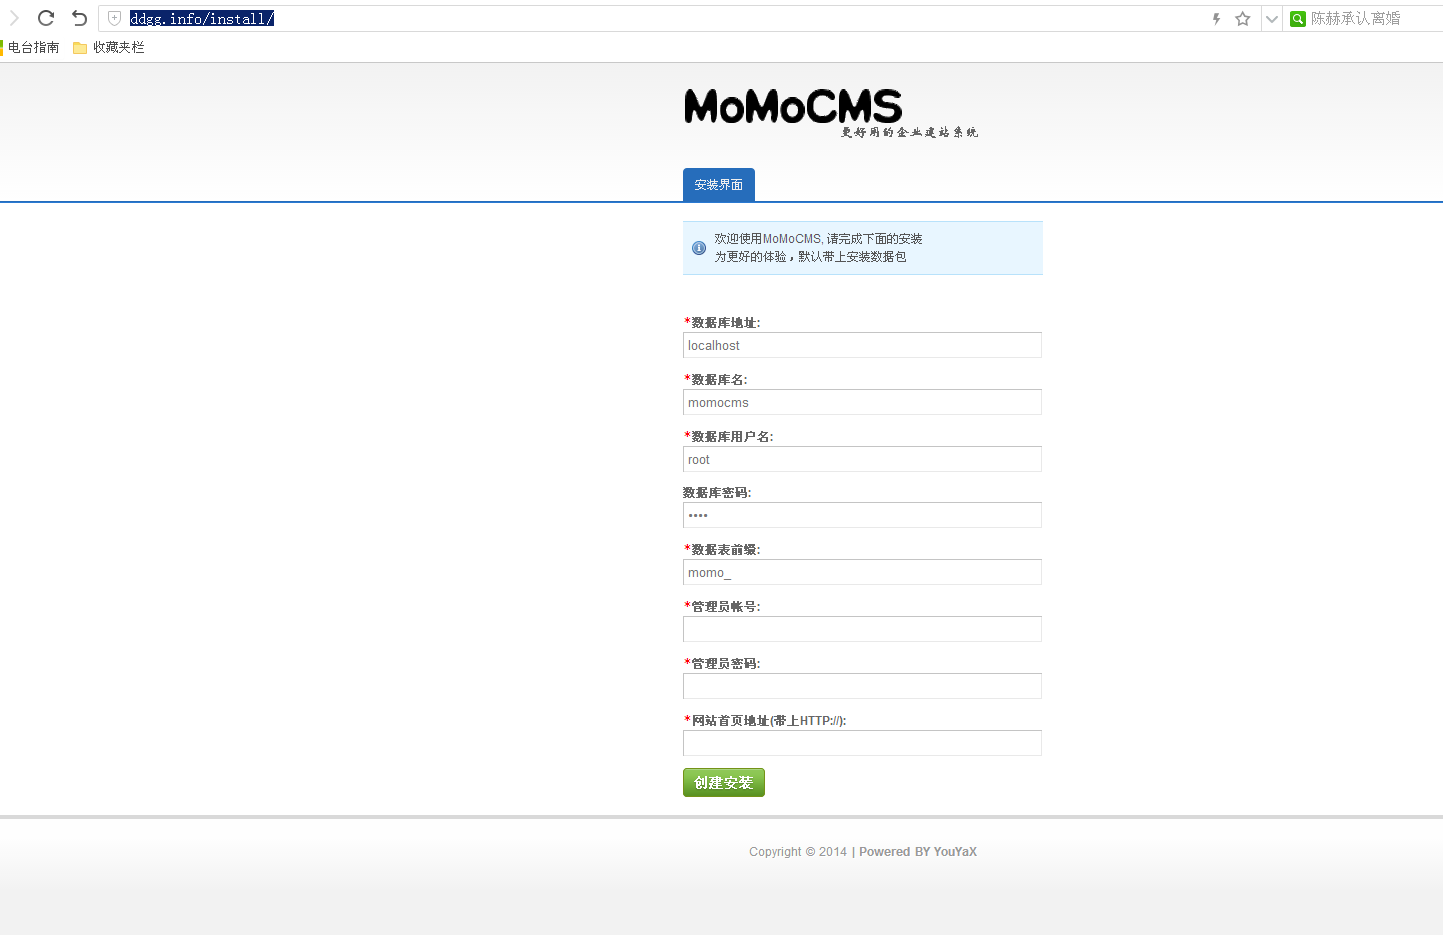 ddgg.info/install/
陈赫承认离婚
电台指南 收藏夹栏
MoMoCMS
更好用的企业建站系统
安装界面
欢迎使用MoMoCMS, 请完成下面的安装
为更好的体验，默认带上安装数据包
*数据库地址:
localhost
*数据库名:
momocms
*数据库用户名:
root
数据库密码:
••••
*数据表前缀:
momo_
*管理员帐号:
*管理员密码:
*网站首页地址(带上HTTP://):
创建安装
Copyright © 2014 | Powered BY YouYaX